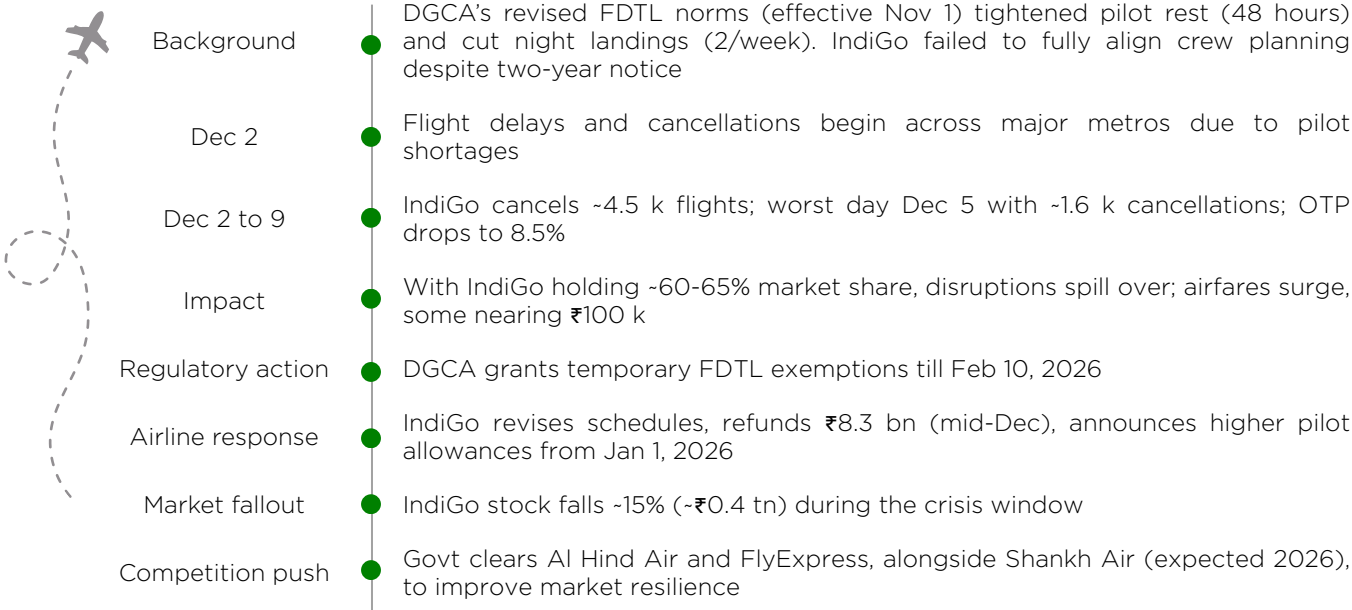 Background
DGCA's revised FDTL norms (effective Nov 1) tightened pilot rest (48 hours)
and cut night landings (2/week). IndiGo failed to fully align crew planning
despite two-year notice
Dec 2
Flight delays and cancellations begin across major metros due to pilot
shortages
Dec 2 to 9
IndiGo cancels ~4.5 k flights; worst day Dec 5 with ~1.6 k cancellations; OTP
drops to 8.5%
Impact
With IndiGo holding ~60-65% market share, disruptions spill over; airfares surge,
some nearing ₹100 k
Regulatory action
DGCA grants temporary FDTL exemptions till Feb 10, 2026
Airline response
IndiGo revises schedules, refunds ₹8.3 bn (mid-Dec), announces higher pilot
allowances from Jan 1, 2026
Market fallout
IndiGo stock falls ~15% (~₹0.4 tn) during the crisis window
Competition push
Govt clears Al Hind Air and FlyExpress, alongside Shankh Air (expected 2026),
to improve market resilience